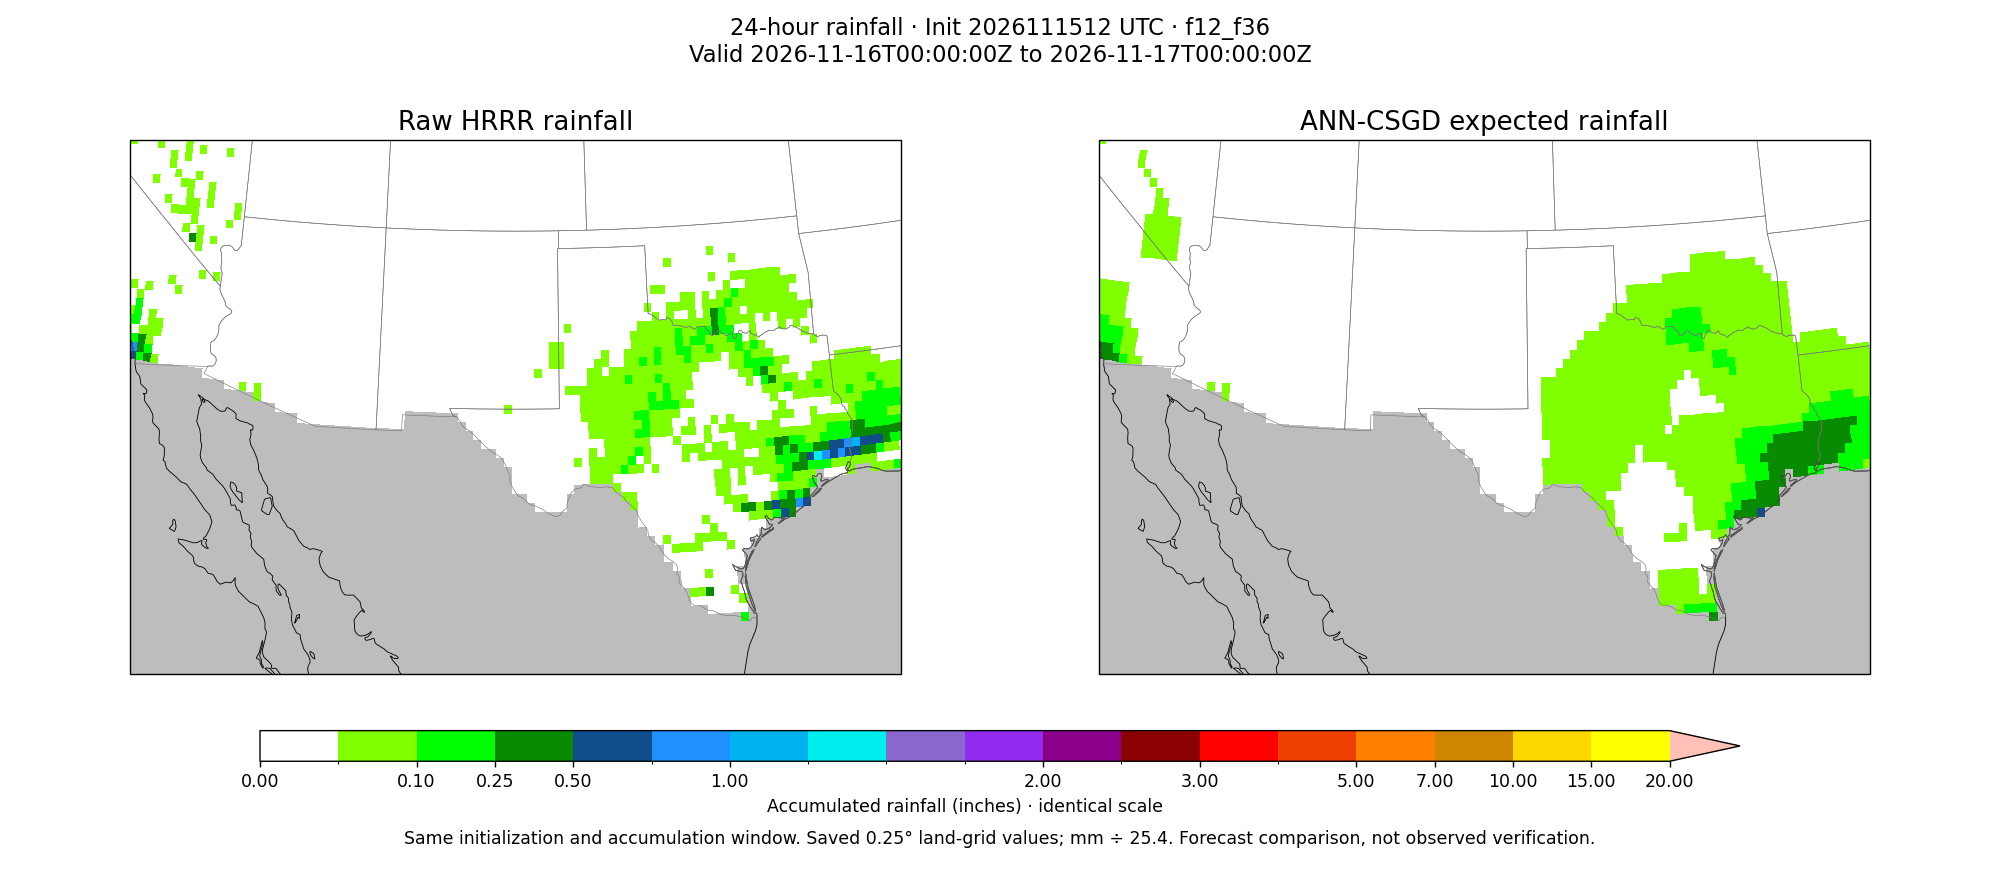 24-hour rainfall · Init 2026111512 UTC · f12_f36
Valid 2026-11-16T00:00:00Z to 2026-11-17T00:00:00Z
Raw HRRR rainfall
ANN-CSGD expected rainfall
0.00 0.10 0.25 0.50 1.00 2.00 3.00 5.00 7.00 10.00 15.00 20.00
Accumulated rainfall (inches) · identical scale
Same initialization and accumulation window. Saved 0.25° land-grid values; mm ÷ 25.4. Forecast comparison, not observed verification.